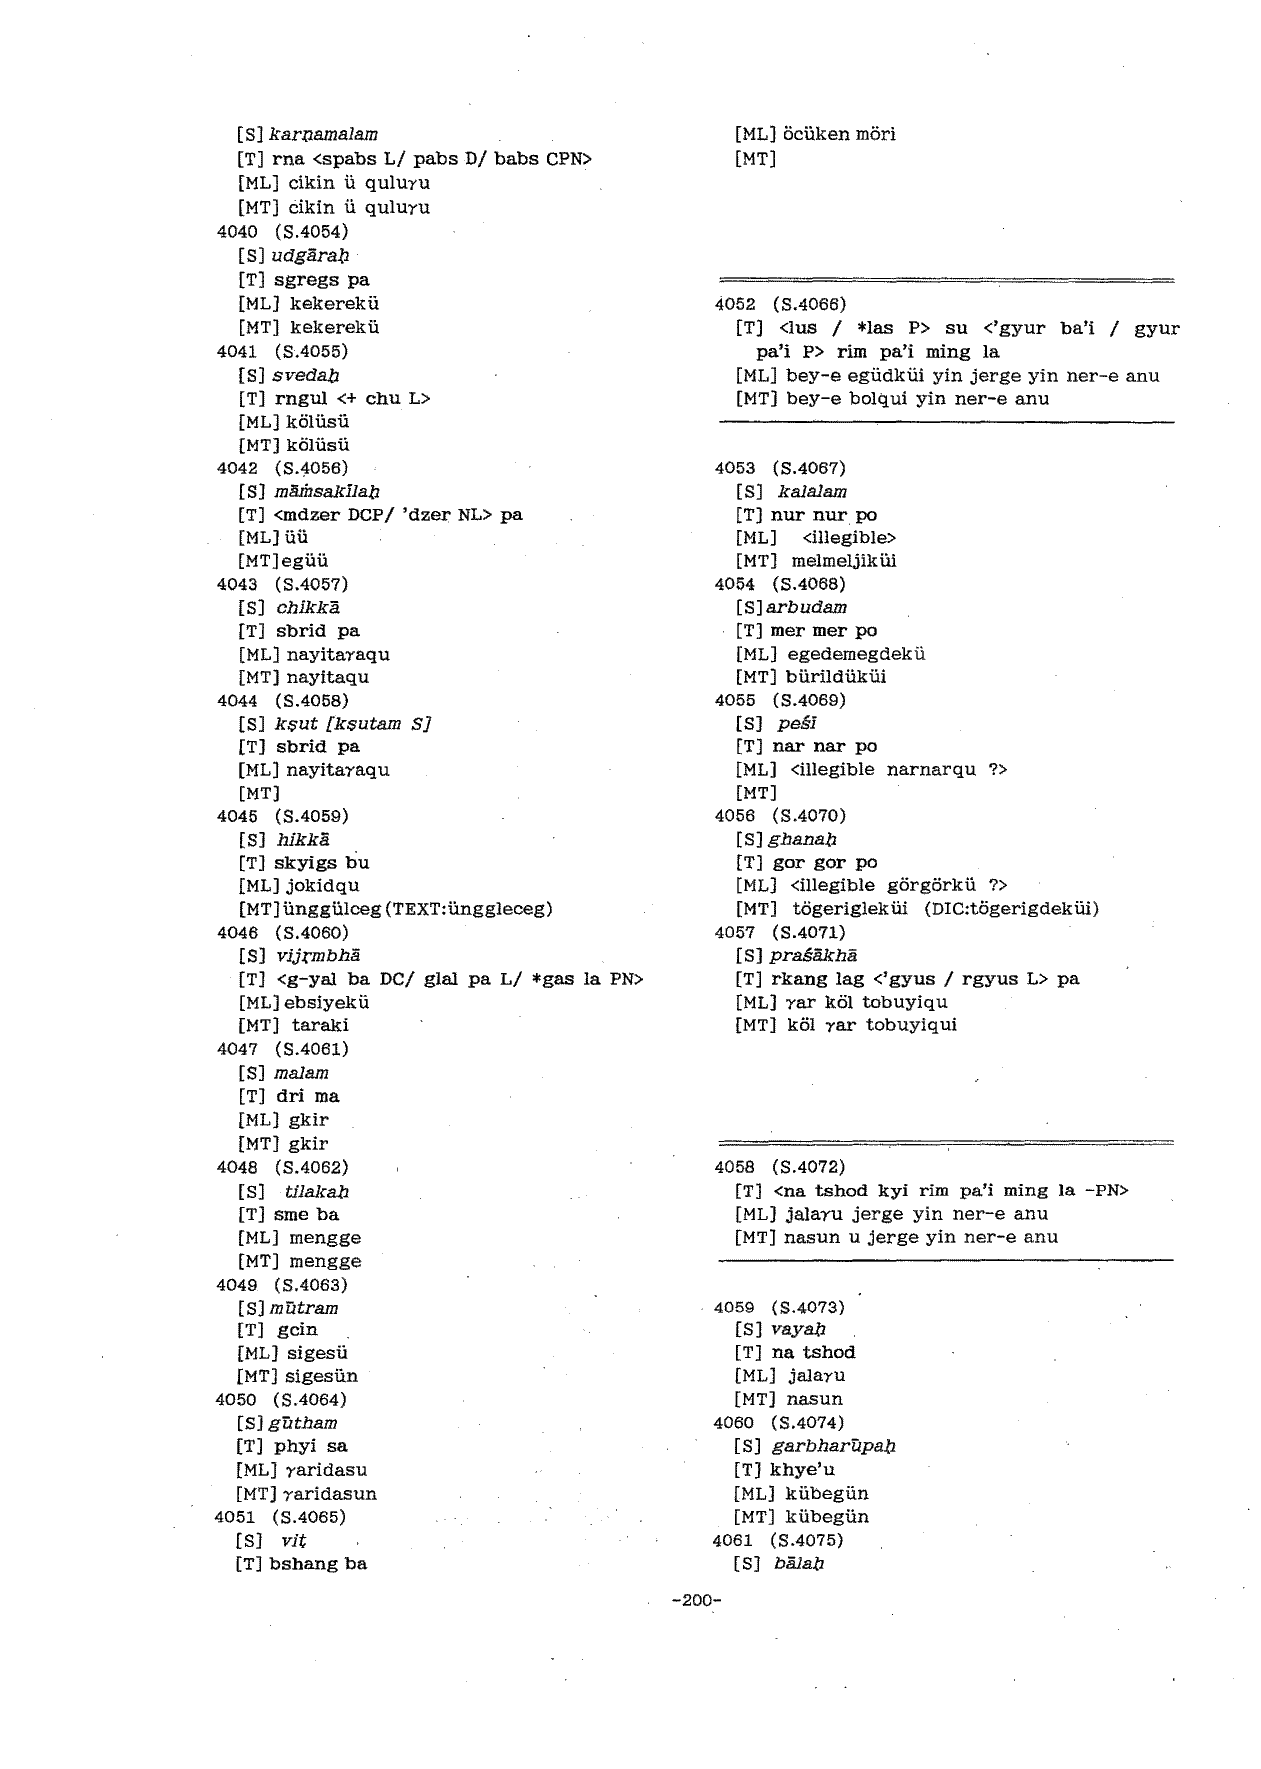 [S] karṇamalam
[T] rna <spabs L/ pabs D/ babs CPN>
[ML] cikin ü quluγu
[MT] cikin ü quluγu
4040 (S.4054)
[S] udgāraḥ
[T] sgregs pa
[ML] kekerekü
[MT] kekerekü
4041 (S.4055)
[S] svedaḥ
[T] rngul <+ chu L>
[ML] kölüsü
[MT] kölüsü
4042 (S.4056)
[S] māṁsakīlaḥ
[T] <mdzer DCP/ 'dzer NL> pa
[ML] üü
[MT]egüü
4043 (S.4057)
[S] chikkā
[T] sbrid pa
[ML] nayitaγaqu
[MT] nayitaqu
4044 (S.4058)
[S] kṣut [kṣutam S]
[T] sbrid pa
[ML] nayitaγaqu
[MT]
4045 (S.4059)
[S] hikkā
[T] skyigs bu
[ML] jokidqu
[MT]ünggülceg (TEXT:ünggleceg)
4046 (S.4060)
[S] vijṛmbhā
[T] <g-yal ba DC/ glal pa L/ *gas la PN>
[ML] ebsiyekü
[MT] taraki
4047 (S.4061)
[S] malam
[T] dri ma
[ML] gkir
[MT] gkir
4048 (S.4062)
[S] tilakaḥ
[T] sme ba
[ML] mengge
[MT] mengge
4049 (S.4063)
[S] mūtram
[T] gcin
[ML] sigesü
[MT] sigesün
4050 (S.4064)
[S] gūtham
[T] phyi sa
[ML] γaridasu
[MT] γaridasun
4051 (S.4065)
[S] viṭ
[T] bshang ba
[ML] öcüken möri
[MT]
4052 (S.4066)
[T] <lus / *las P> su <'gyur ba'i / gyur
pa'i P> rim pa'i ming la
[ML] bey-e egüdküi yin jerge yin ner-e anu
[MT] bey-e bolqui yin ner-e anu
4053 (S.4067)
[S] kalalam
[T] nur nur po
[ML] <illegible>
[MT] melmeljiküi
4054 (S.4068)
[S]arbudam
[T] mer mer po
[ML] egedemegdekü
[MT] bürildüküi
4055 (S.4069)
[S] peśī
[T] nar nar po
[ML] <illegible narnarqu ?>
[MT]
4056 (S.4070)
[S] ghanaḥ
[T] gor gor po
[ML] <illegible görgörkü ?>
[MT] tögerigleküi (DIC:tögerigdeküi)
4057 (S.4071)
[S] praśākhā
[T] rkang lag <'gyus / rgyus L> pa
[ML] γar köl tobuyiqu
[MT] köl γar tobuyiqui
4058 (S.4072)
[T] <na tshod kyi rim pa'i ming la -PN>
[ML] jalaγu jerge yin ner-e anu
[MT] nasun u jerge yin ner-e anu
4059 (S.4073)
[S] vayaḥ
[T] na tshod
[ML] jalaγu
[MT] nasun
4060 (S.4074)
[S] garbharūpaḥ
[T] khye'u
[ML] kübegün
[MT] kübegün
4061 (S.4075)
[S] bālaḥ
-200-